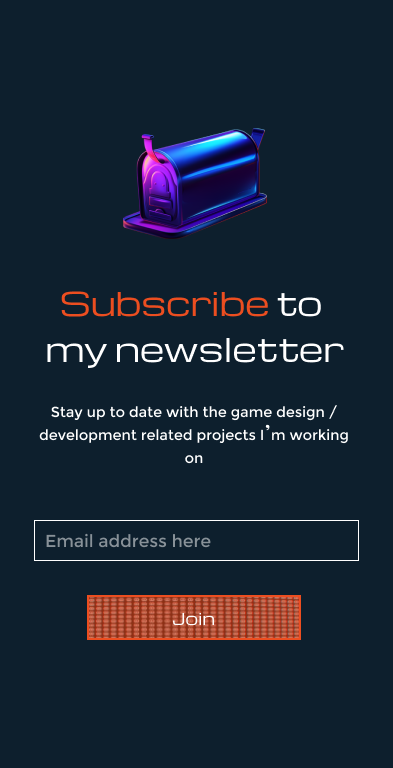 Subscribe to
my newsletter
Stay up to date with the game design /
development related projects I’m working
on
Email address here
Join